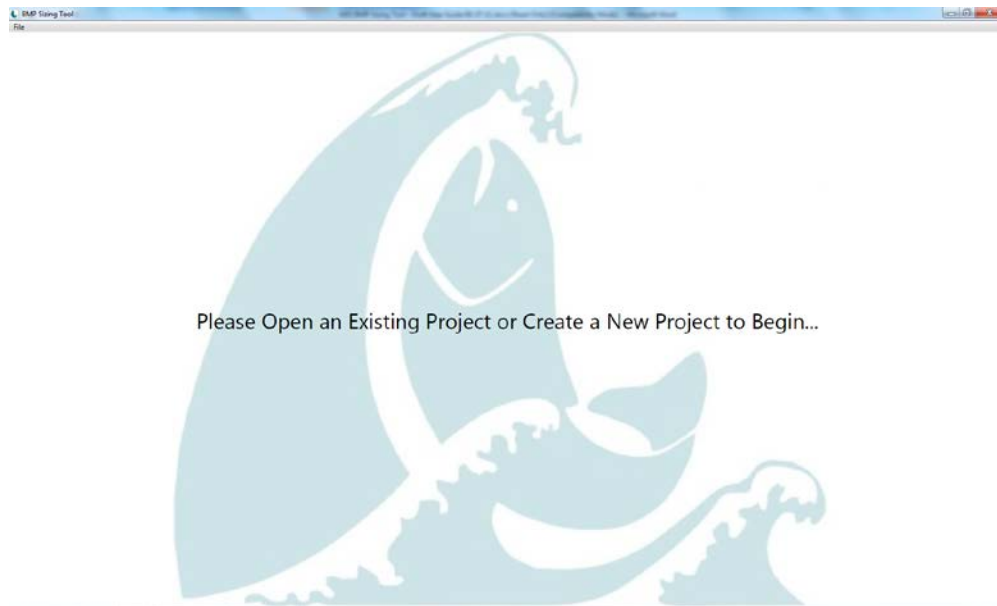 BMP Sizing Tool
File
Please Open an Existing Project or Create a New Project to Begin...